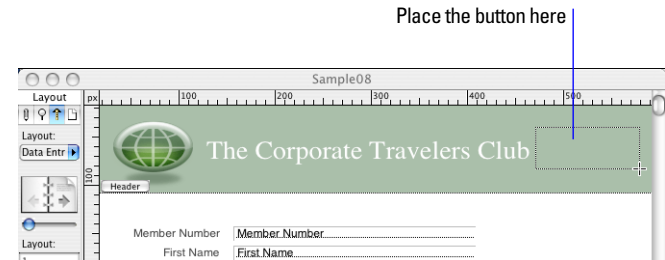 Place the button here
Sample08
Layout
px 100 200 300 400 500
Layout:
Data Entr
The Corporate Travelers Club
100
Header
Member Number Member Number
First Name First Name
Layout: